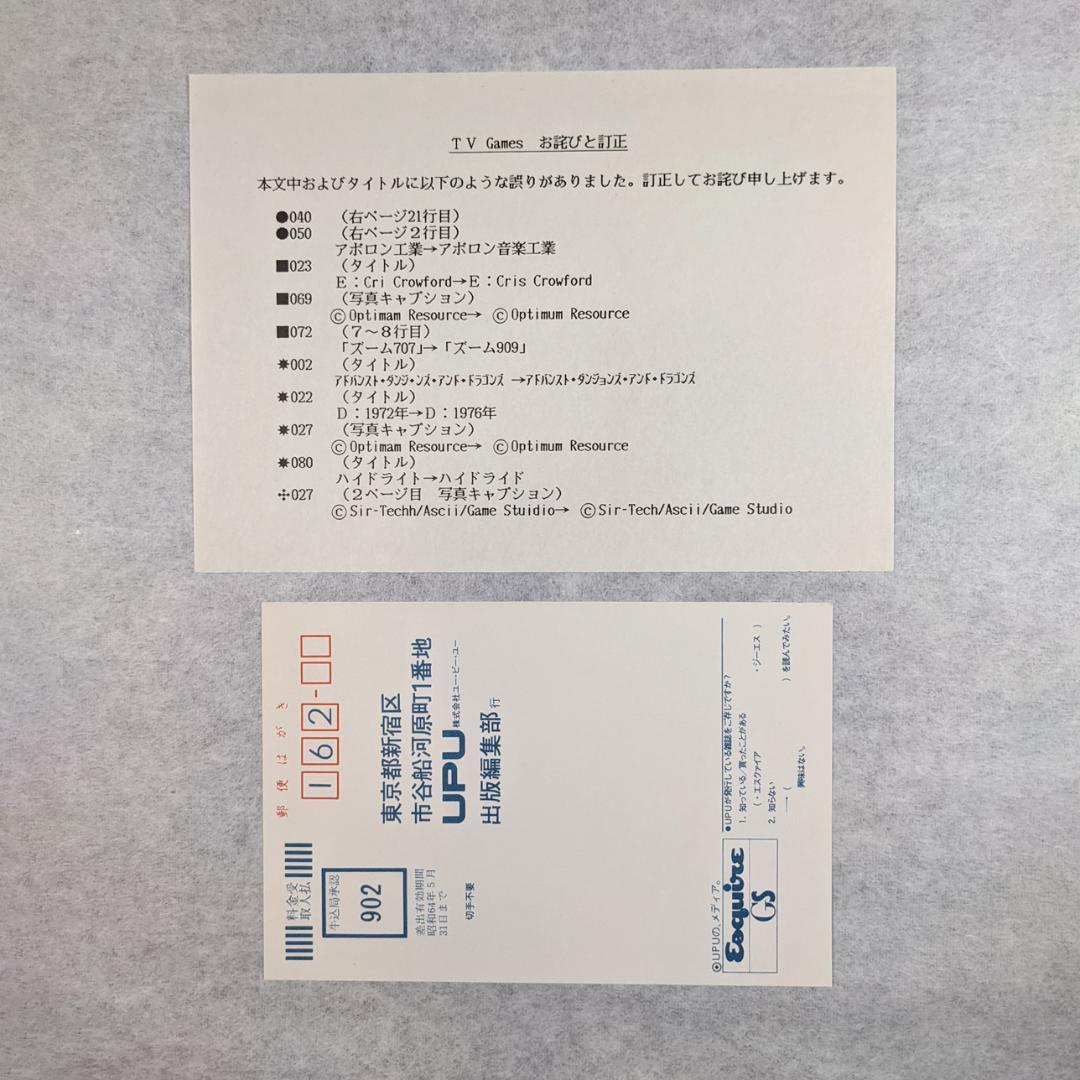 TV Games お詫びと訂正
本文中およびタイトルに以下のような誤りがありました。訂正してお詫び申し上げます。
●040 （右ページ21行目）
●050 （右ページ２行目）
アポロン工業→アポロン音楽工業
■023 （タイトル）
Ｅ：Cri Crowford→Ｅ：Cris Crowford
■069 （写真キャプション）
©Optimam Resource→ ©Optimum Resource
■072 （７～８行目）
「ズーム707」→「ズーム909」
✷002 （タイトル）
ｱﾄﾞﾊﾞﾝｽﾄ・ﾀﾞﾝｼﾞ・ﾝｽﾞ・ｱﾝﾄﾞ・ﾄﾞﾗｺﾞﾝｽﾞ →ｱﾄﾞﾊﾞﾝｽﾄ・ﾀﾞﾝｼﾞｮﾝｽﾞ・ｱﾝﾄﾞ・ﾄﾞﾗｺﾞﾝｽﾞ
✷022 （タイトル）
Ｄ：1972年→Ｄ：1976年
✷027 （写真キャプション）
©Optimam Resource→ ©Optimum Resource
✷080 （タイトル）
ハイドライト→ハイドライド
✣027 （２ページ目 写真キャプション）
©Sir-Techh/Ascii/Game Stuidio→ ©Sir-Tech/Ascii/Game Studio
郵便はがき
162-
料金受
取人払
牛込局承認
902
差出有効期間
昭和64年５月
31日まで
切手不要
東京都新宿区
市谷船河原町1番地
UPU 株式会社ユー・ピー・ユー
出版編集部 行
◎UPUの、メディア。
Esquire
GS
●UPUが発行している雑誌をご存じですか？
1. 知っている／買ったことがある
（・エスクァイア ・ジーエス ）
2. 知らない
→（ ）を読んでみたい。
興味はない。